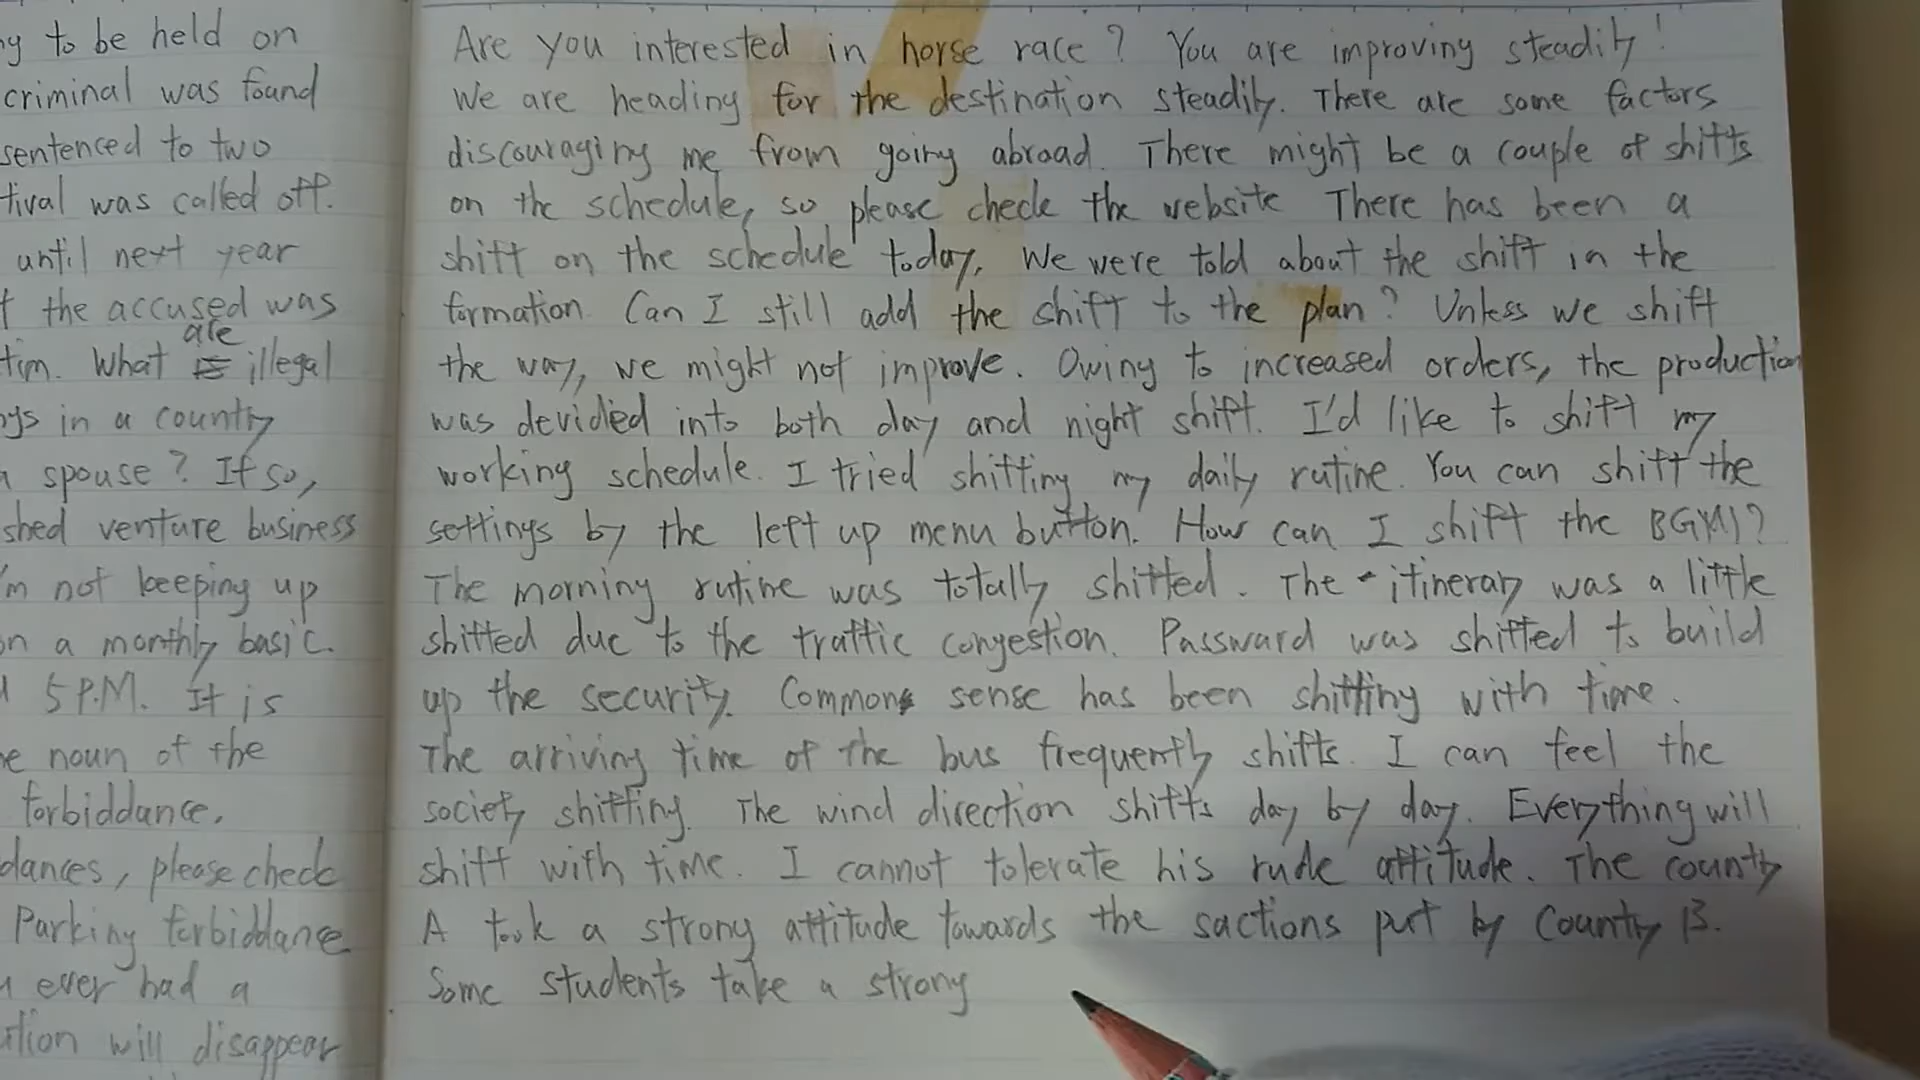 to be held on
criminal was found
sentenced to two
tival was called off.
until next year
the accused was
are
What illegal
in a county
spouse? If so,
shed venture business
'm not keeping up
on a monthly basic.
5 P.M. It is
noun of the
forbiddance.
dances, please check
Parking forbiddance
ever had a
will disappear
Are you interested in horse race? You are improving steadily!
We are heading for the destination steadily. There are some factors
discouraging me from going abroad. There might be a couple of shifts
on the schedule, so please check the website There has been a
shift on the schedule today. We were told about the shift in the
formation. Can I still add the shift to the plan? Unless we shift
the way, we might not improve. Owing to increased orders, the production
was devided into both day and night shift. I'd like to shift my
working schedule. I tried shifting my daily rutine. You can shift the
settings by the left up menu button. How can I shift the BGM?
The morning rutine was totally shifted. The itinerary was a little
shifted due to the traffic congestion. Passward was shifted to build
up the security. Common sense has been shifting with time.
The arriving time of the bus frequently shifts. I can feel the
society shifting. The wind direction shifts day by day. Everything will
shift with time. I cannot tolerate his rude attitude. The county
A took a strong attitude towards the sactions put by County B.
Some students take a strong